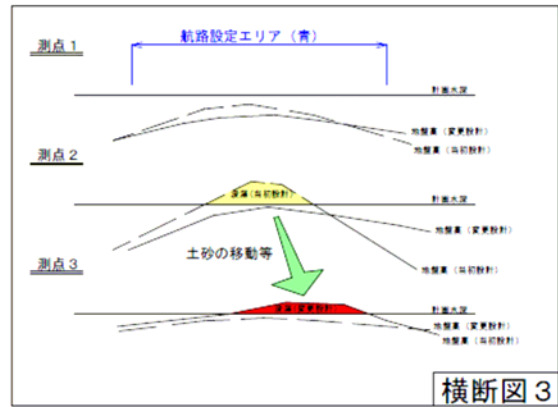 測点1
航路設定エリア（青）
計画水深
地盤高（変更設計）
地盤高（当初設計）
測点2
浚渫（当初設計）
計画水深
地盤高（変更設計）
土砂の移動等
地盤高（当初設計）
測点3
浚渫（変更設計）
計画水深
地盤高（変更設計）
地盤高（当初設計）
横断図3